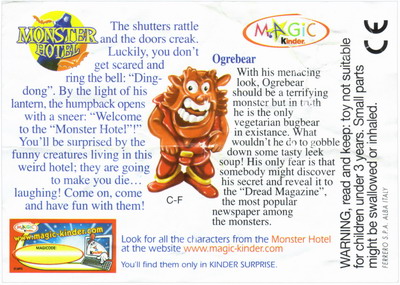 MONSTER
HOTEL
The shutters rattle
and the doors creak.
Luckily, you don't
get scared and
ring the bell: "Ding-
dong". By the light of his
lantern, the humpback opens
with a sneer: "Welcome
to the "Monster Hotel"!"
You'll be surprised by the
funny creatures living in this
weird hotel; they are going
to make you die…
laughing! Come on, come
and have fun with them!
MAGiC
Kinder.
Ogrebear
With his menacing
look, Ogrebear
should be a terrifying
monster but in truth
he is the only
vegetarian bugbear
in existance. What
wouldn't he do to gobble
down some tasty leek
soup! His only fear is that
somebody might discover
his secret and reveal it to
the "Dread Magazine",
the most popular
newspaper among
the monsters.
C-F
CE
WARNING, read and keep: toy not suitable
for children under 3 years. Small parts
might be swallowed or inhaled.
FERRERO S.P.A. ALBA ITALY
MAGiC
www.magic-kinder.com
MAGICODE
Look for all the characters from the Monster Hotel
at the website www.magic-kinder.com
You'll find them only in KINDER SURPRISE.